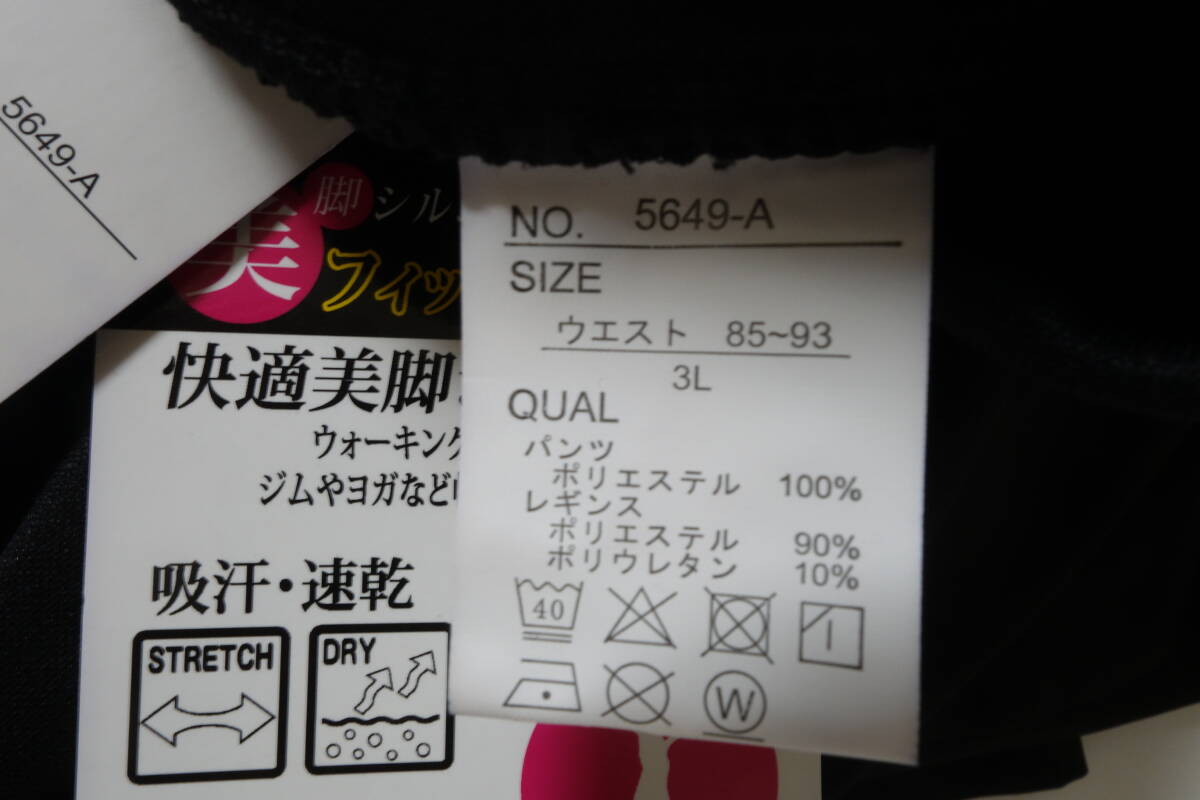 5649-A
美
脚シル
フィッ
快適美脚
ウォーキング
ジムやヨガなど
吸汗・速乾
STRETCH
DRY
NO. 5649-A
SIZE
ウエスト 85~93
3L
QUAL
パンツ
ポリエステル 100%
レギンス
ポリエステル 90%
ポリウレタン 10%
40
W